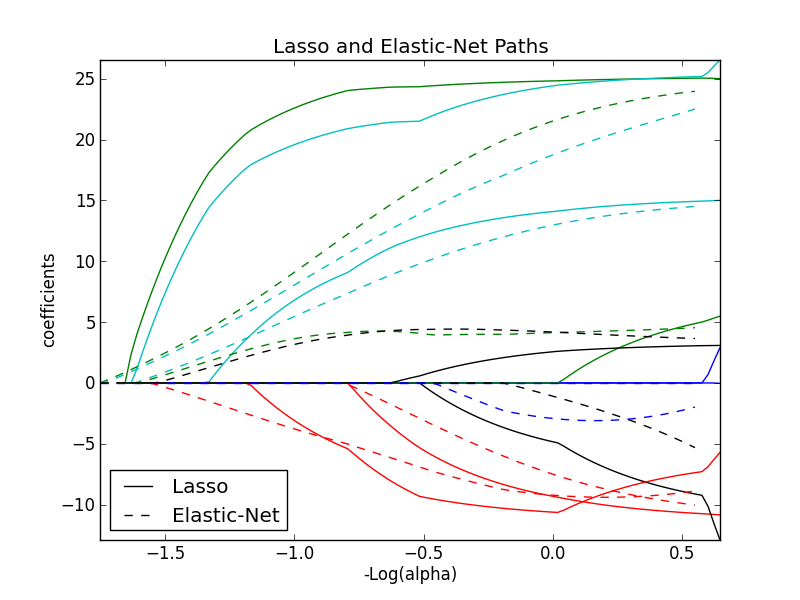 Lasso and Elastic-Net Paths
25
20
15
10
5
0
−5
−10
coefficients
Lasso
Elastic-Net
−1.5 −1.0 −0.5 0.0 0.5
-Log(alpha)